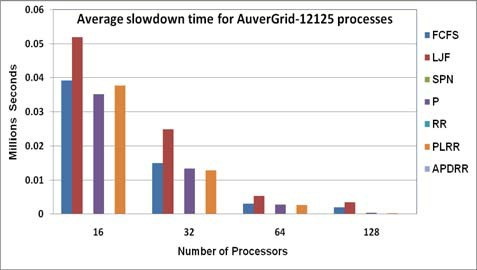 Average slowdown time for AuverGrid-12125 processes
Millions Seconds
0.06
0.05
0.04
0.03
0.02
0.01
0
16 32 64 128
Number of Processors
FCFS
LJF
SPN
P
RR
PLRR
APDRR